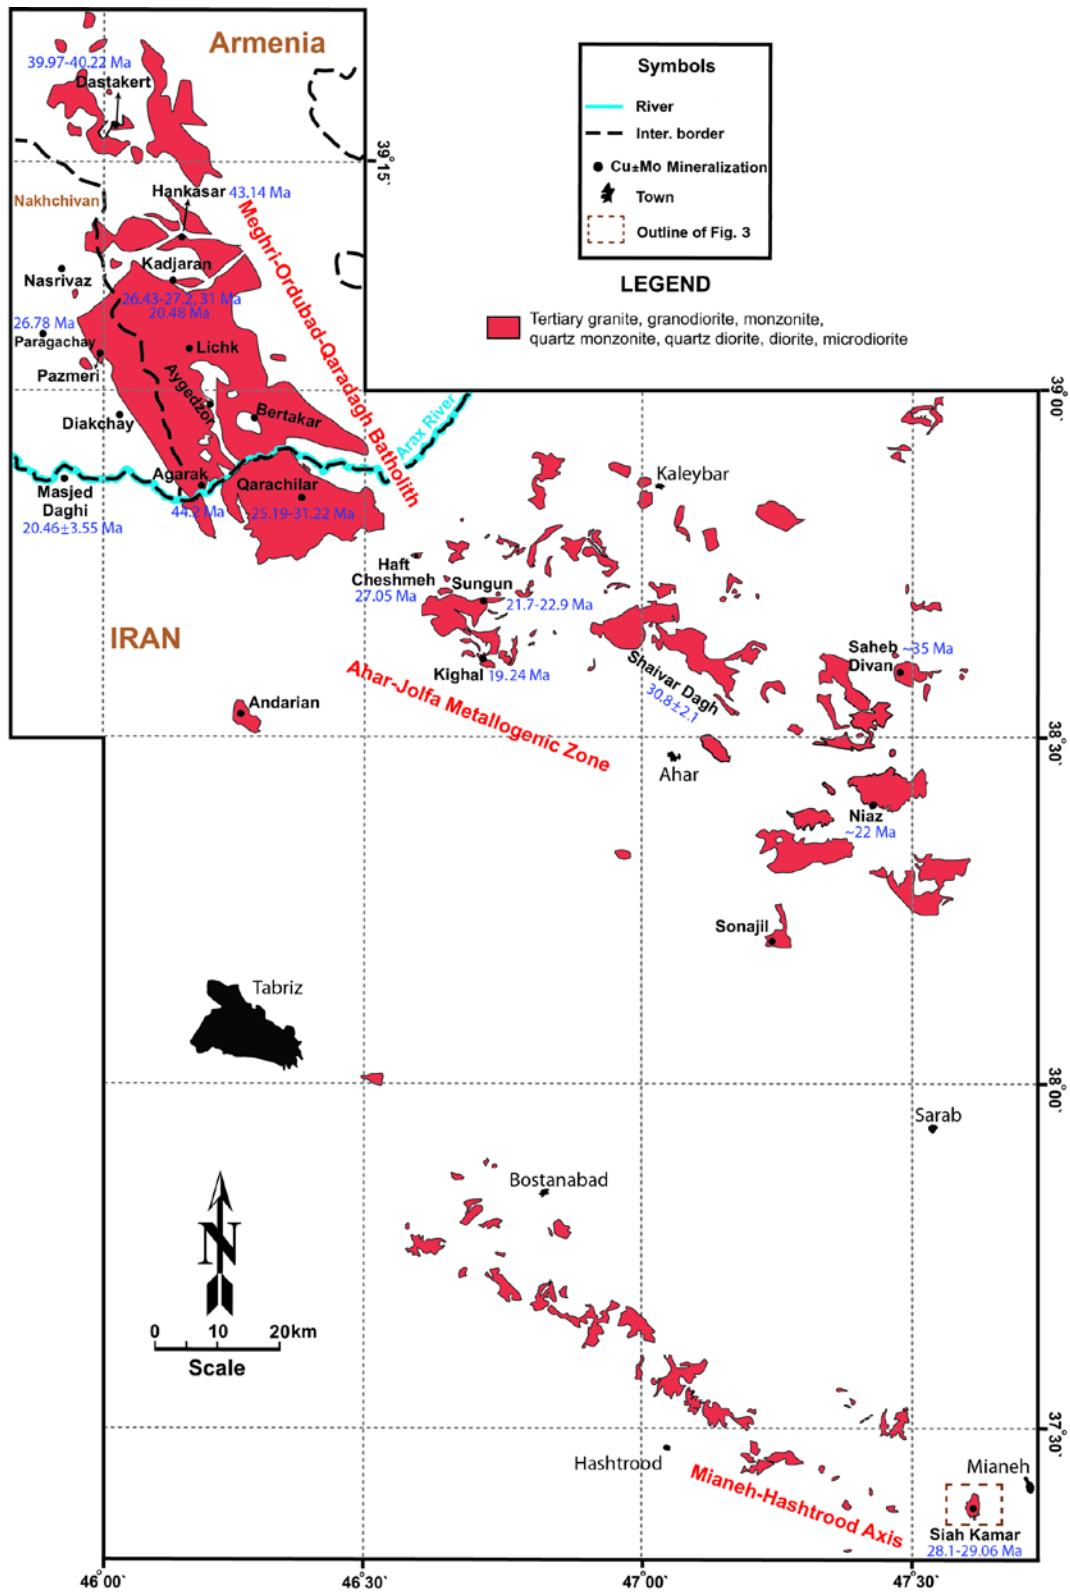 Armenia
39.97-40.22 Ma
Dastakert
Symbols
River
Inter. border
Cu±Mo Mineralization
Town
Outline of Fig. 3
39°15`
Nakhchivan
Hankasar 43.14 Ma
Meghri-Ordubad-Qaradagh Batholith
Kadjaran
Nasrivaz
26.43-27.2, 31 Ma
20.48 Ma
LEGEND
Tertiary granite, granodiorite, monzonite,
quartz monzonite, quartz diorite, diorite, microdiorite
26.78 Ma
Paragachay
Lichk
Pazmeri
Aygedzor
Bertakar
Diakchay
39°00`
Arax River
Agarak
Qarachilar
Masjed
Daghi
20.46±3.55 Ma
44.2 Ma
25.19-31.22 Ma
Kaleybar
Haft
Cheshmeh
27.05 Ma
Sungun
21.7-22.9 Ma
IRAN
Kighal 19.24 Ma
Shaivar Dagh
30.8±2.1
Saheb
Divan
~35 Ma
Ahar-Jolfa Metallogenic Zone
Andarian
38°30`
Ahar
Niaz
~22 Ma
Sonajil
Tabriz
38°00`
Sarab
Bostanabad
N
0 10 20km
Scale
37°30`
Hashtrood
Mianeh-Hashtrood Axis
Mianeh
Siah Kamar
28.1-29.06 Ma
46°00` 46°30` 47°00` 47°30`